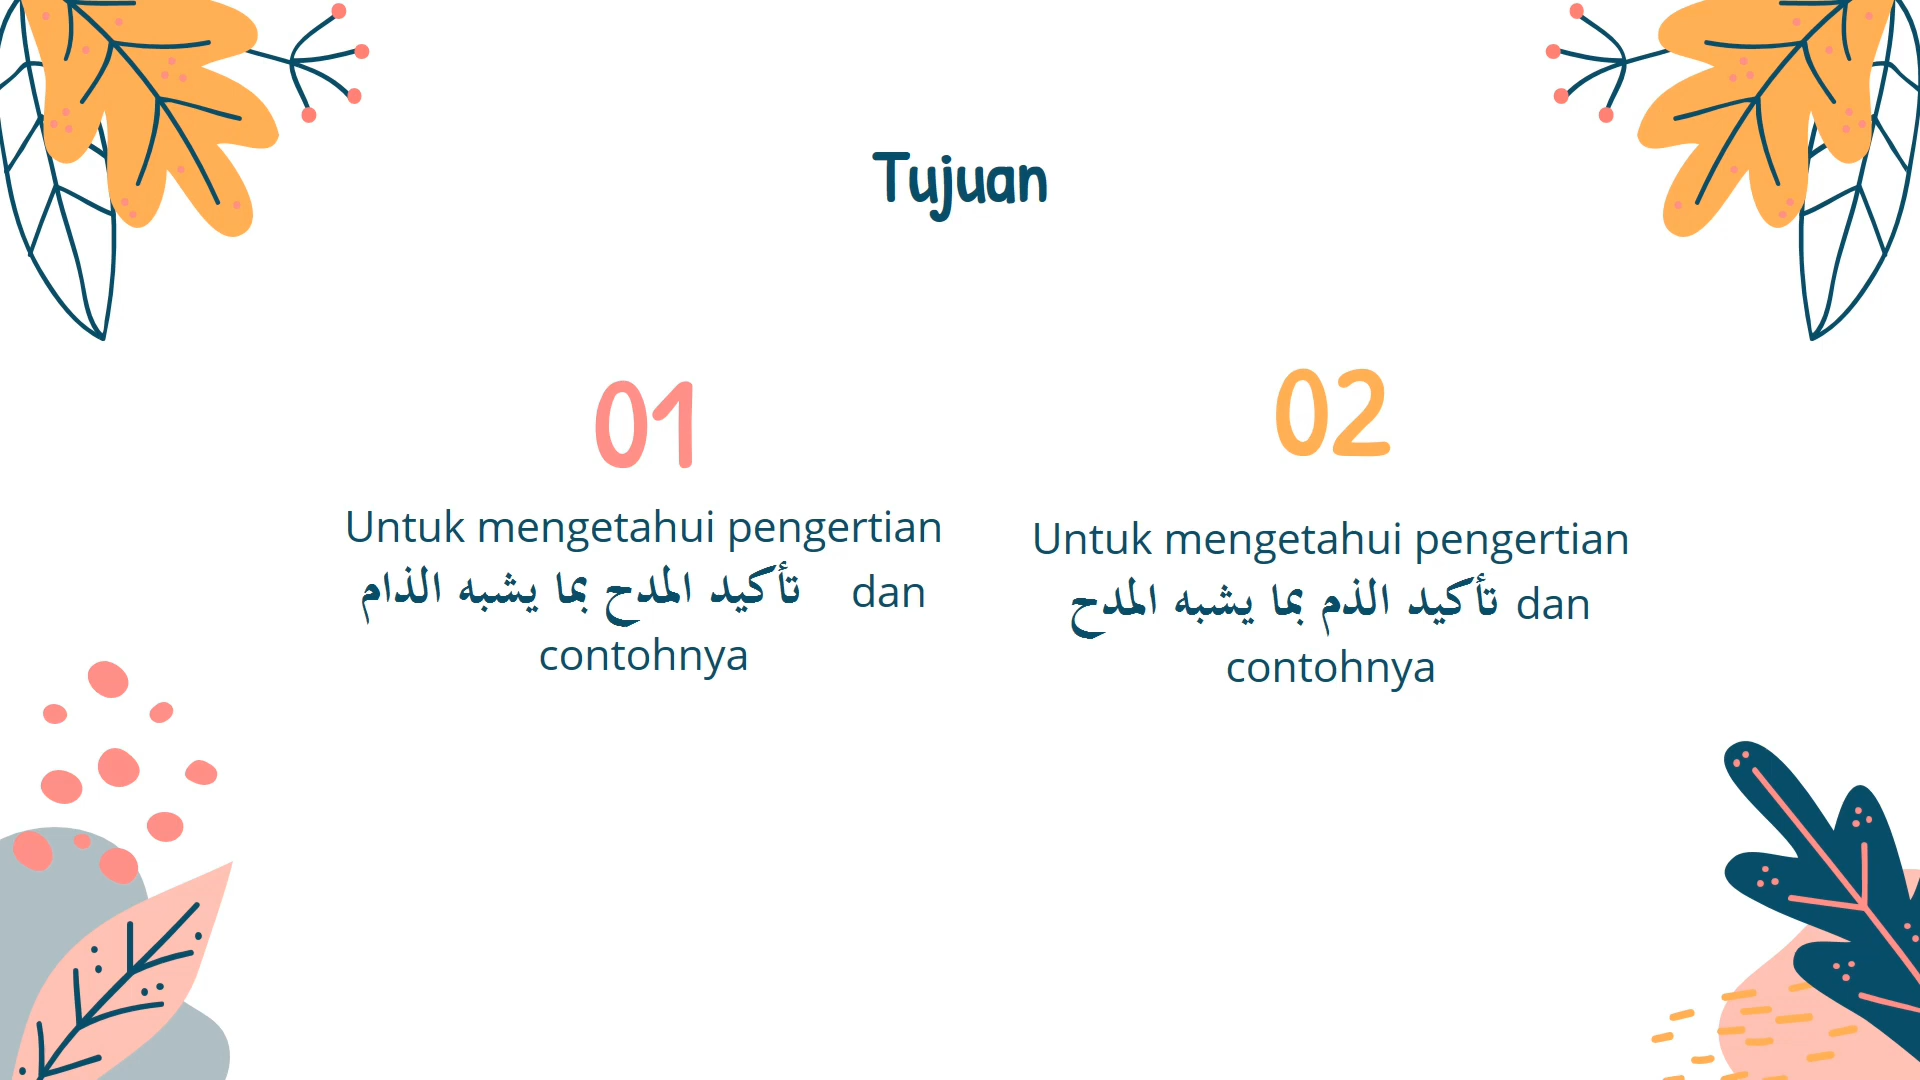 Tujuan
01
Untuk mengetahui pengertian
تأكيد المدح بما يشبه الذام dan
contohnya
02
Untuk mengetahui pengertian
تأكيد الذم بما يشبه المدح dan
contohnya